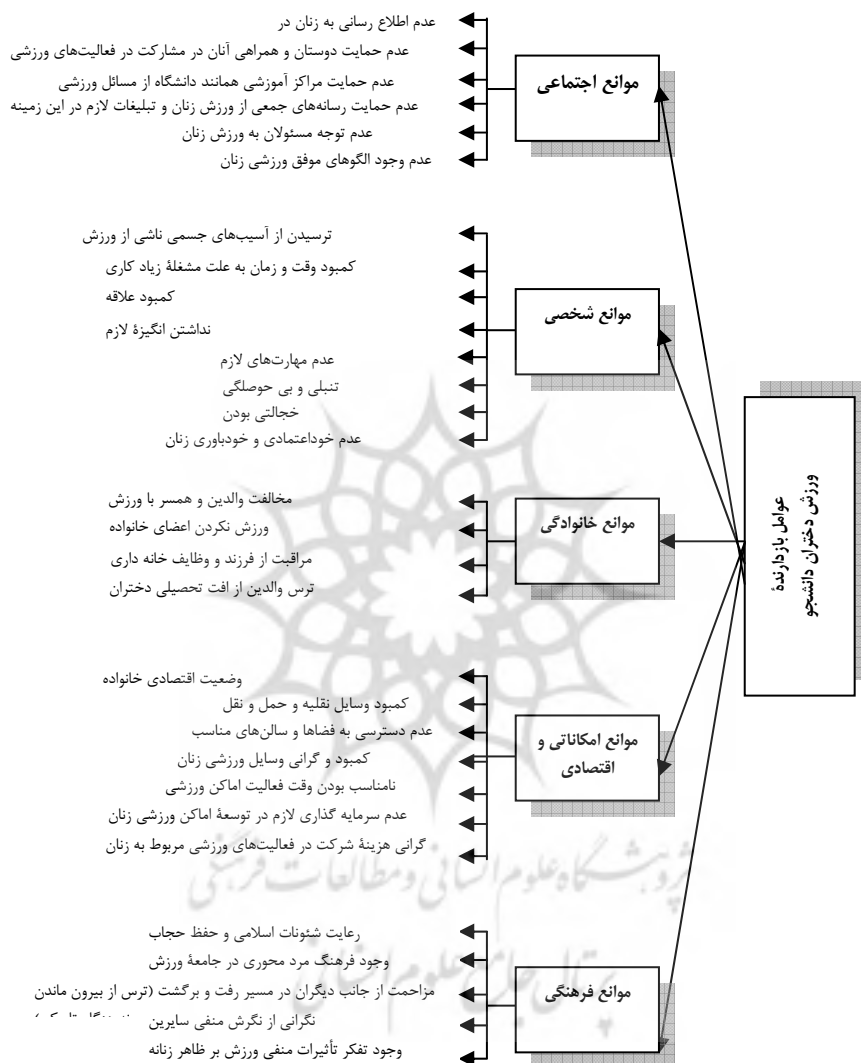 عوامل بازدارندهٔ
ورزش دختران دانشجو
موانع اجتماعی
عدم اطلاع رسانی به زنان در
عدم حمایت دوستان و همراهی آنان در مشارکت در فعالیت‌های ورزشی
عدم حمایت مراکز آموزشی همانند دانشگاه از مسائل ورزشی
عدم حمایت رسانه‌های جمعی از ورزش زنان و تبلیغات لازم در این زمینه
عدم توجه مسئولان به ورزش زنان
عدم وجود الگوهای موفق ورزشی زنان
موانع شخصی
ترسیدن از آسیب‌های جسمی ناشی از ورزش
کمبود وقت و زمان به علت مشغلهٔ زیاد کاری
کمبود علاقه
نداشتن انگیزهٔ لازم
عدم مهارت‌های لازم
تنبلی و بی حوصلگی
خجالتی بودن
عدم خوداعتمادی و خودباوری زنان
موانع خانوادگی
مخالفت والدین و همسر با ورزش
ورزش نکردن اعضای خانواده
مراقبت از فرزند و وظایف خانه داری
ترس والدین از افت تحصیلی دختران
موانع امکاناتی و
اقتصادی
وضعیت اقتصادی خانواده
کمبود وسایل نقلیه و حمل و نقل
عدم دسترسی به فضاها و سالن‌های مناسب
کمبود و گرانی وسایل ورزشی زنان
نامناسب بودن وقت فعالیت اماکن ورزشی
عدم سرمایه گذاری لازم در توسعهٔ اماکن ورزشی زنان
گرانی هزینهٔ شرکت در فعالیت‌های ورزشی مربوط به زنان
پژوهشگاه علوم انسانی و مطالعات فرهنگی
پرتال جامع علوم انسانی
موانع فرهنگی
رعایت شئونات اسلامی و حفظ حجاب
وجود فرهنگ مرد محوری در جامعهٔ ورزش
مزاحمت از جانب دیگران در مسیر رفت و برگشت (ترس از بیرون ماندن
نگرانی از نگرش منفی سایرین
وجود تفکر تأثیرات منفی ورزش بر ظاهر زنانه